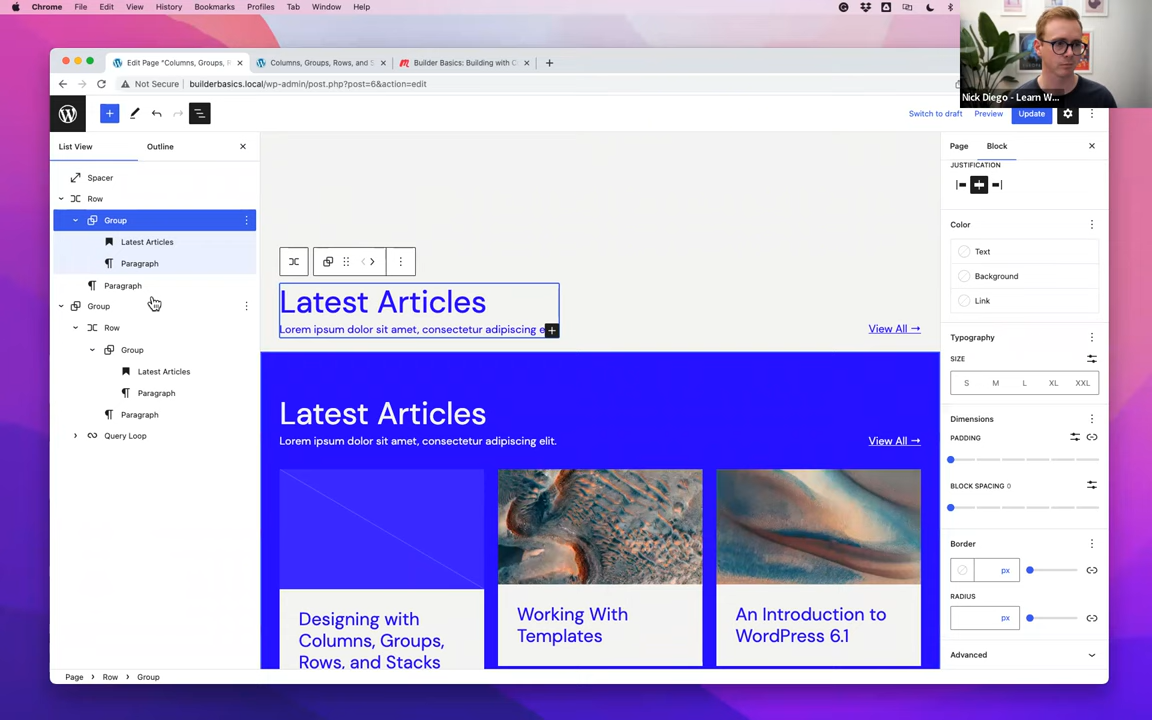 Chrome File Edit View History Bookmarks Profiles Tab Window Help
Edit Page "Columns, Groups, R
Columns, Groups, Rows, and S
Builder Basics: Building with C
Not Secure builderbasics.local/wp-admin/post.php?post=6&action=edit
Nick Diego - Learn W...
Switch to draft
Preview
Update
List View
Outline
Page
Block
JUSTIFICATION
Spacer
Row
Group
Latest Articles
Paragraph
Paragraph
Group
Row
Group
Latest Articles
Paragraph
Paragraph
Query Loop
Latest Articles
Lorem ipsum dolor sit amet, consectetur adipiscing e
View All →
Latest Articles
Lorem ipsum dolor sit amet, consectetur adipiscing elit.
View All →
Designing with
Columns, Groups,
Rows, and Stacks
Working With
Templates
An Introduction to
WordPress 6.1
Color
Text
Background
Link
Typography
SIZE
S M L XL XXL
Dimensions
PADDING
BLOCK SPACING 0
Border
px
RADIUS
px
Advanced
Page > Row > Group